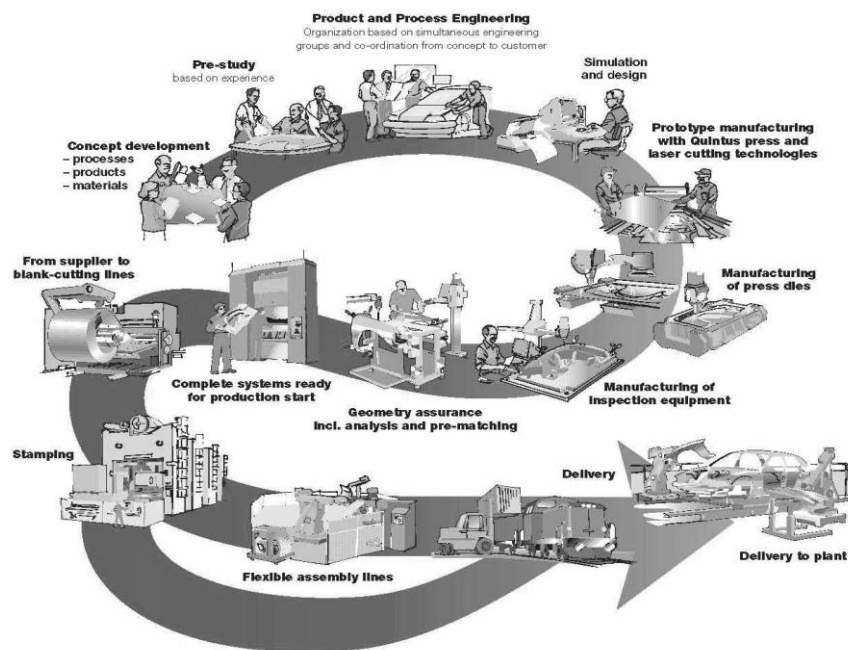 Product and Process Engineering
Organization based on simultaneous engineering
groups and co-ordination from concept to customer
Pre-study
based on experience
Simulation
and design
Concept development
– processes
– products
– materials
Prototype manufacturing
with Quintus press and
laser cutting technologies
From supplier to
blank-cutting lines
Manufacturing
of press dies
Complete systems ready
for production start
Manufacturing of
inspection equipment
Geometry assurance
incl. analysis and pre-matching
Stamping
Delivery
Flexible assembly lines
Delivery to plant